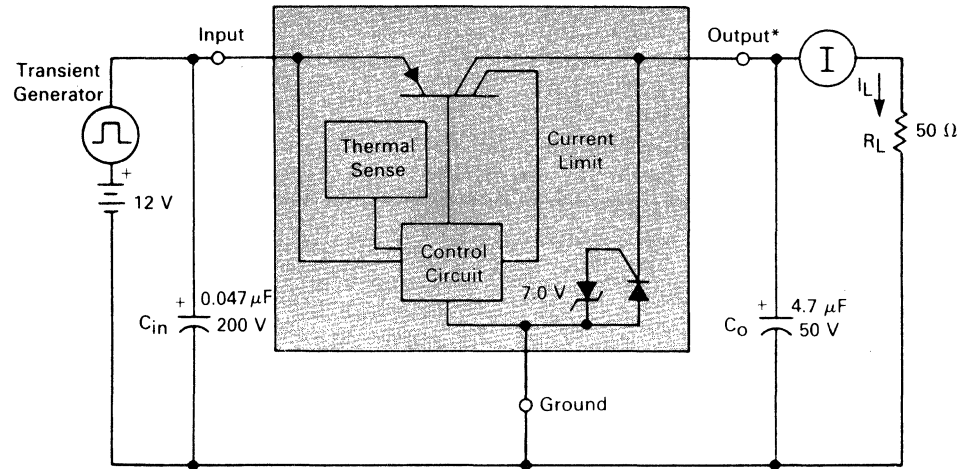 Input
Output*
Transient
Generator
I
I_L
R_L
50 Ω
Thermal
Sense
Current
Limit
+
12 V
Control
Circuit
7.0 V
+
0.047 μF
200 V
C_in
+
4.7 μF
50 V
C_o
Ground